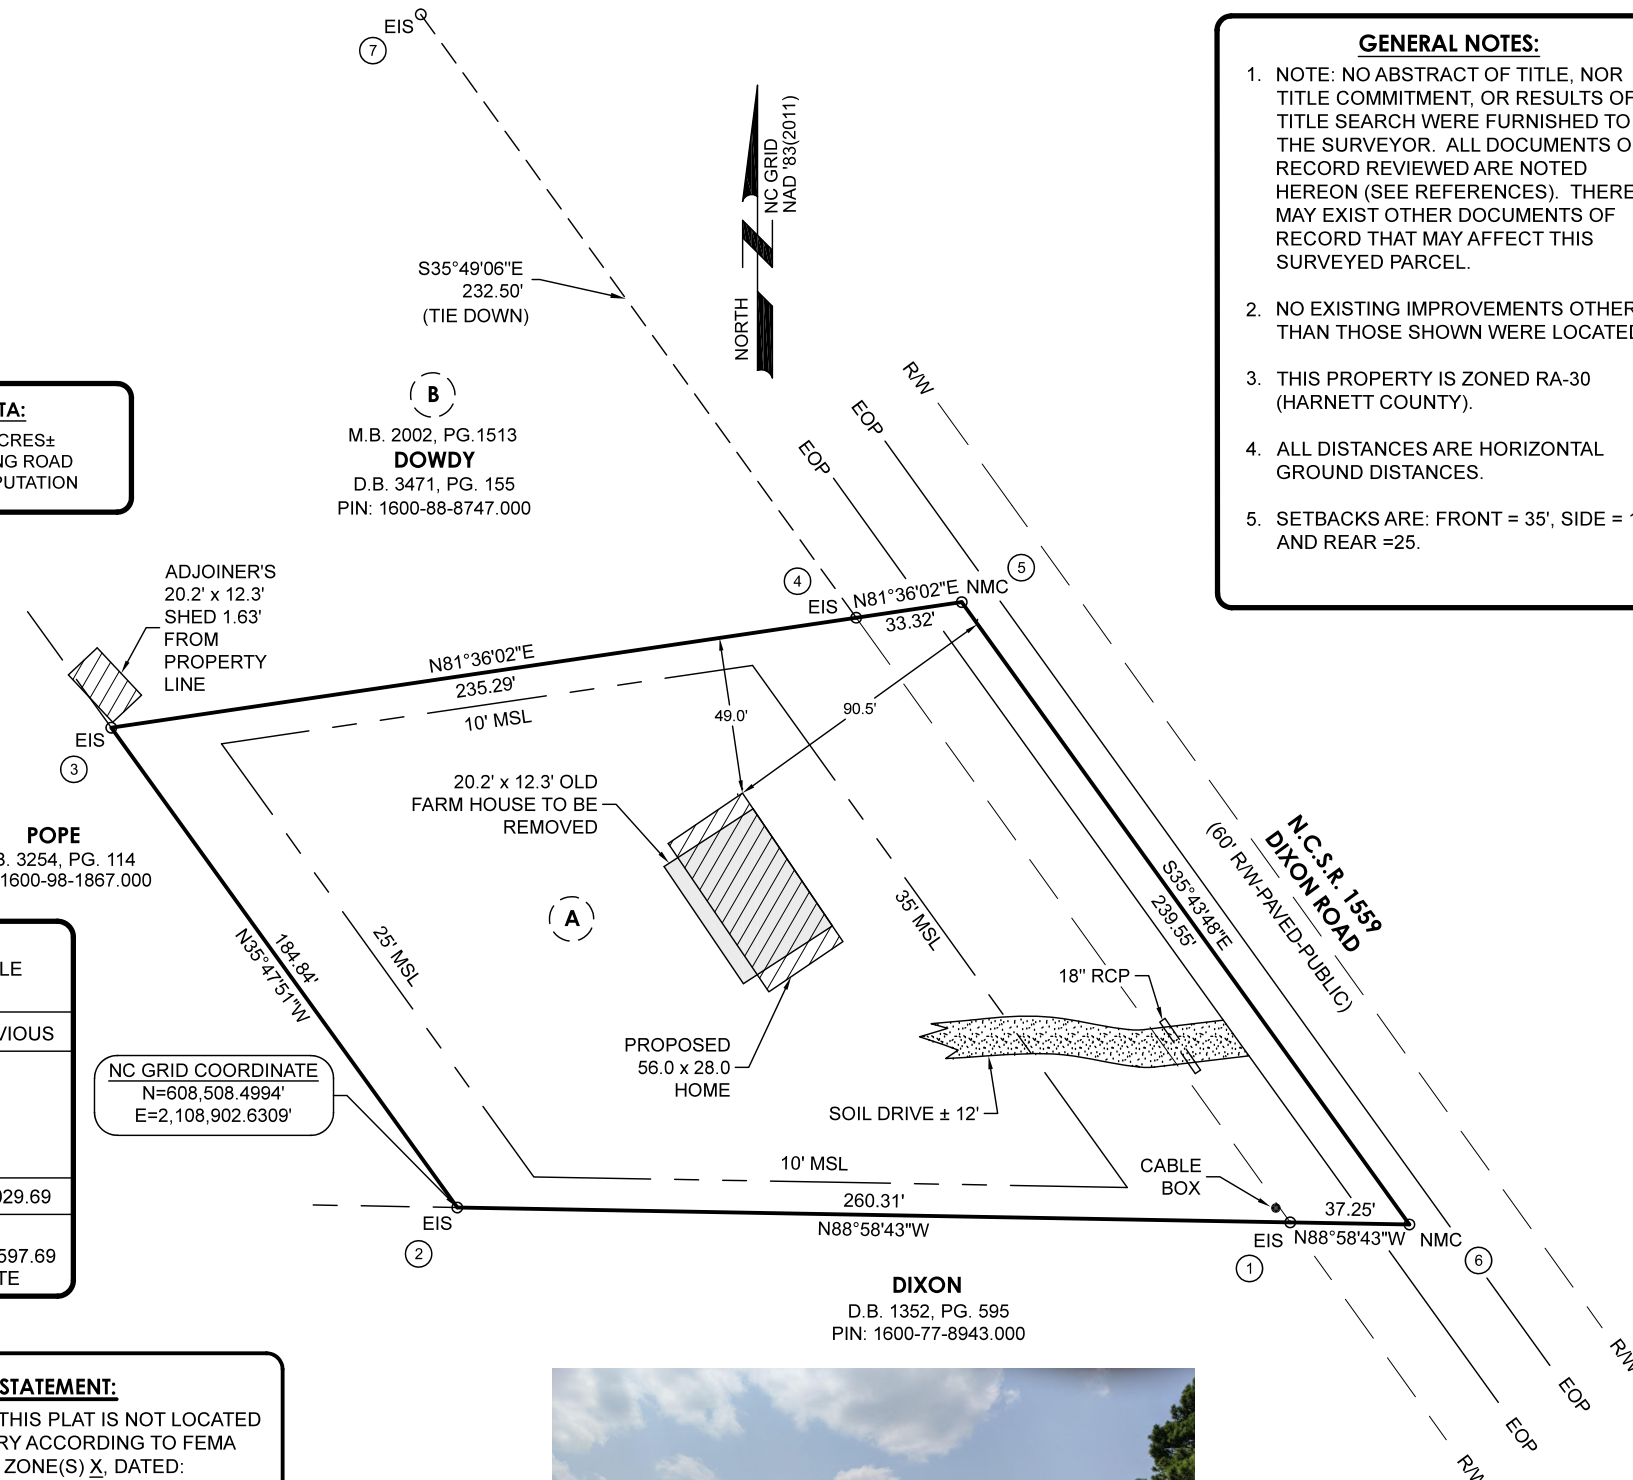 EIS
7
S35°49'06"E
232.50'
(TIE DOWN)
NORTH
NC GRID
NAD '83(2011)
GENERAL NOTES:
1. NOTE: NO ABSTRACT OF TITLE, NOR
TITLE COMMITMENT, OR RESULTS OF
TITLE SEARCH WERE FURNISHED TO
THE SURVEYOR. ALL DOCUMENTS O
RECORD REVIEWED ARE NOTED
HEREON (SEE REFERENCES). THERE
MAY EXIST OTHER DOCUMENTS OF
RECORD THAT MAY AFFECT THIS
SURVEYED PARCEL.
2. NO EXISTING IMPROVEMENTS OTHER
THAN THOSE SHOWN WERE LOCATED
3. THIS PROPERTY IS ZONED RA-30
(HARNETT COUNTY).
4. ALL DISTANCES ARE HORIZONTAL
GROUND DISTANCES.
5. SETBACKS ARE: FRONT = 35', SIDE = 1
AND REAR =25.
TA:
CRES±
NG ROAD
PUTATION
B
M.B. 2002, PG.1513
DOWDY
D.B. 3471, PG. 155
PIN: 1600-88-8747.000
R/W
EOP
EOP
ADJOINER'S
20.2' x 12.3'
SHED 1.63'
FROM
PROPERTY
LINE
4
EIS
N81°36'02"E
33.32'
NMC
5
N81°36'02"E
235.29'
10' MSL
49.0'
90.5'
EIS
3
20.2' x 12.3' OLD
FARM HOUSE TO BE
REMOVED
POPE
B. 3254, PG. 114
1600-98-1867.000
A
25' MSL
35' MSL
184.84'
N35°47'51"W
S35°43'48"E
239.55'
N.C.S.R. 1559
DIXON ROAD
(60' R/W-PAVED-PUBLIC)
LE
VIOUS
029.69
597.69
TE
18" RCP
PROPOSED
56.0 x 28.0
HOME
SOIL DRIVE ± 12'
NC GRID COORDINATE
N=608,508.4994'
E=2,108,902.6309'
10' MSL
CABLE
BOX
EIS
2
260.31'
N88°58'43"W
37.25'
EIS
N88°58'43"W
NMC
1
6
DIXON
D.B. 1352, PG. 595
PIN: 1600-77-8943.000
R/W
EOP
EOP
R/W
STATEMENT:
THIS PLAT IS NOT LOCATED
RY ACCORDING TO FEMA
ZONE(S) X, DATED: